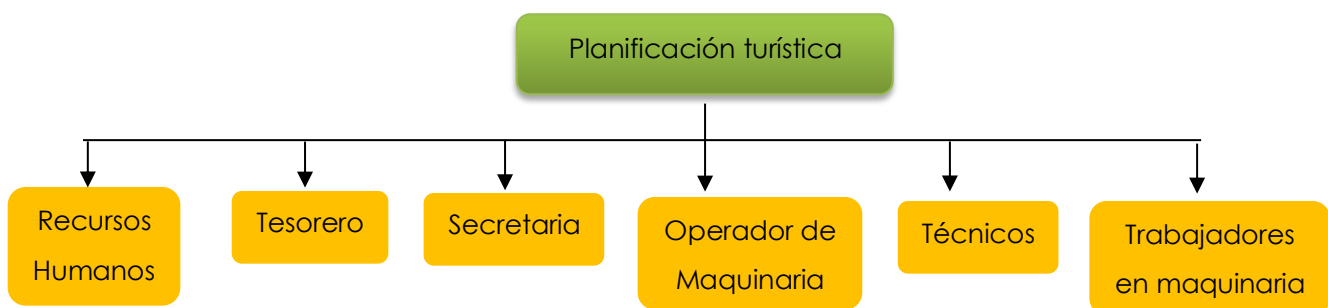 Planificación turística
Recursos
Humanos
Tesorero
Secretaria
Operador de
Maquinaria
Técnicos
Trabajadores
en maquinaria